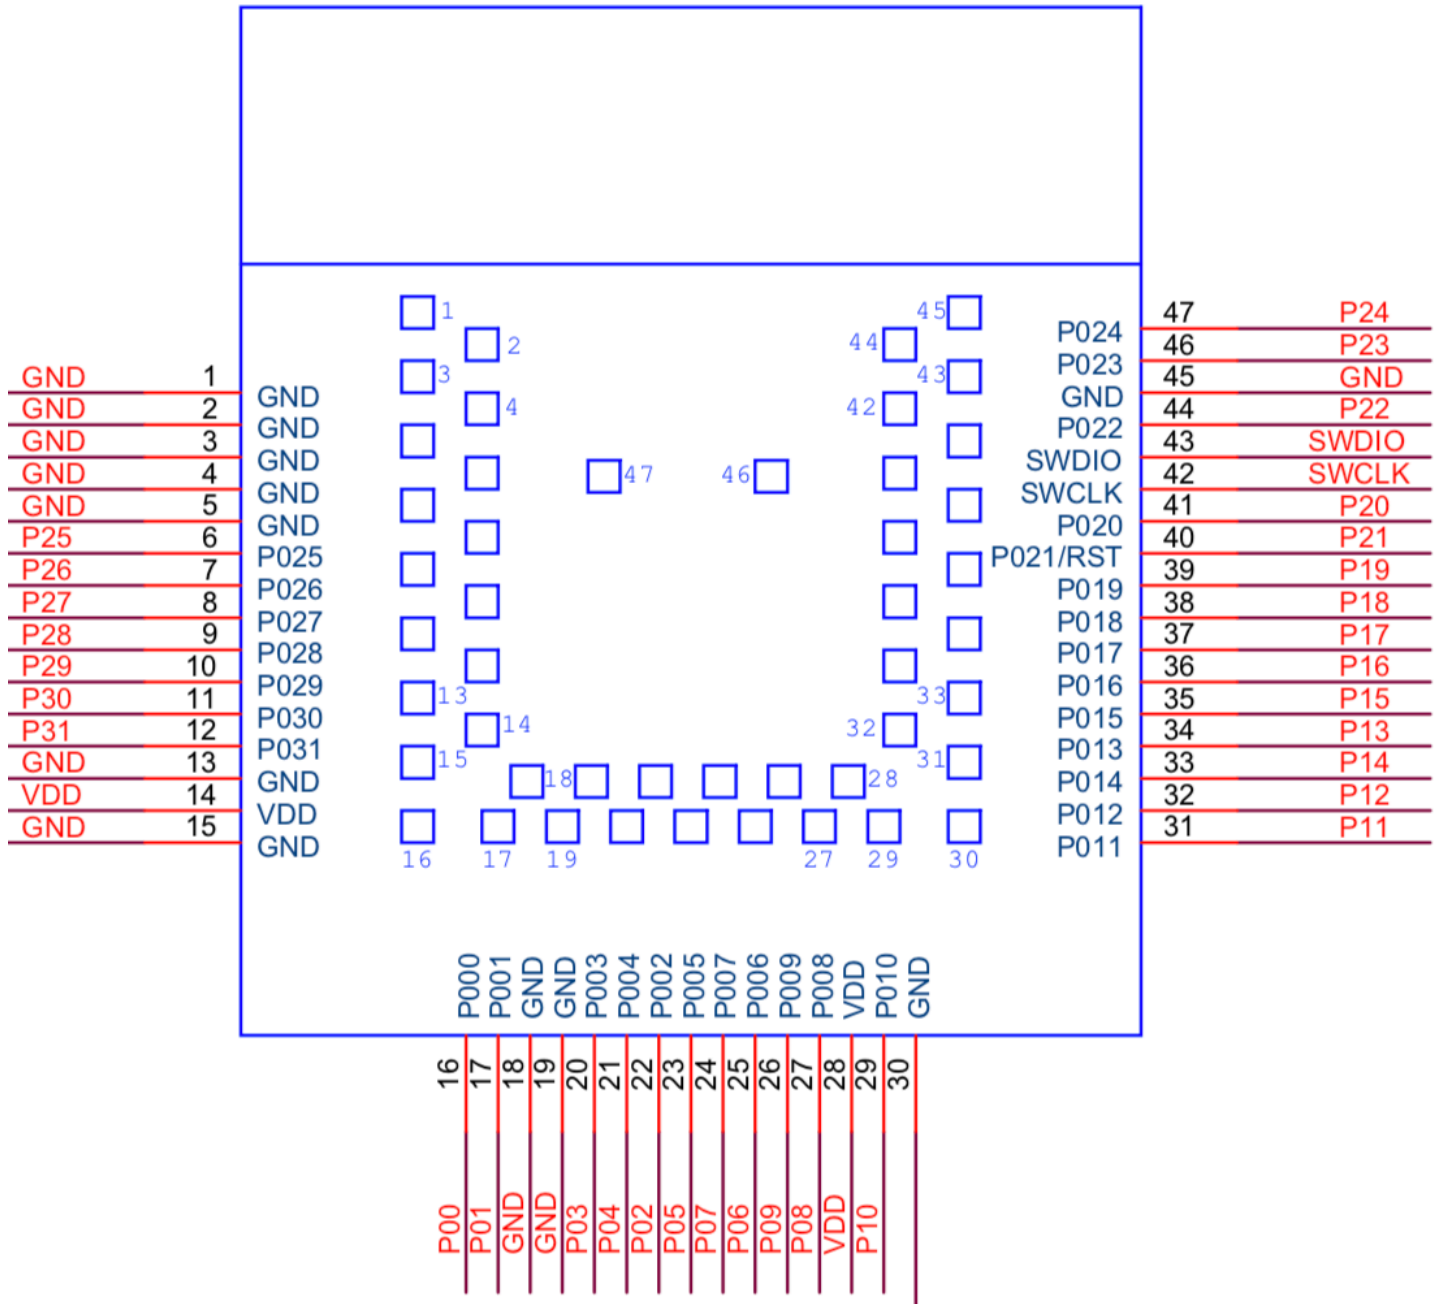 GND 1 GND
GND 2 GND
GND 3 GND
GND 4 GND
GND 5 GND
P25 6 P025
P26 7 P026
P27 8 P027
P28 9 P028
P29 10 P029
P30 11 P030
P31 12 P031
GND 13 GND
VDD 14 VDD
GND 15 GND
1 45
2 44
3 43
4 42
47 46
13 33
14 32
15 31
18 28
16 17 19 27 29 30
P024 47 P24
P023 46 P23
GND 45 GND
P022 44 P22
SWDIO 43 SWDIO
SWCLK 42 SWCLK
P020 41 P20
P021/RST 40 P21
P019 39 P19
P018 38 P18
P017 37 P17
P016 36 P16
P015 35 P15
P013 34 P13
P014 33 P14
P012 32 P12
P011 31 P11
P000 P001 GND GND P003 P004 P002 P005 P007 P006 P009 P008 VDD P010 GND
16 17 18 19 20 21 22 23 24 25 26 27 28 29 30
P00 P01 GND GND P03 P04 P02 P05 P07 P06 P09 P08 VDD P10